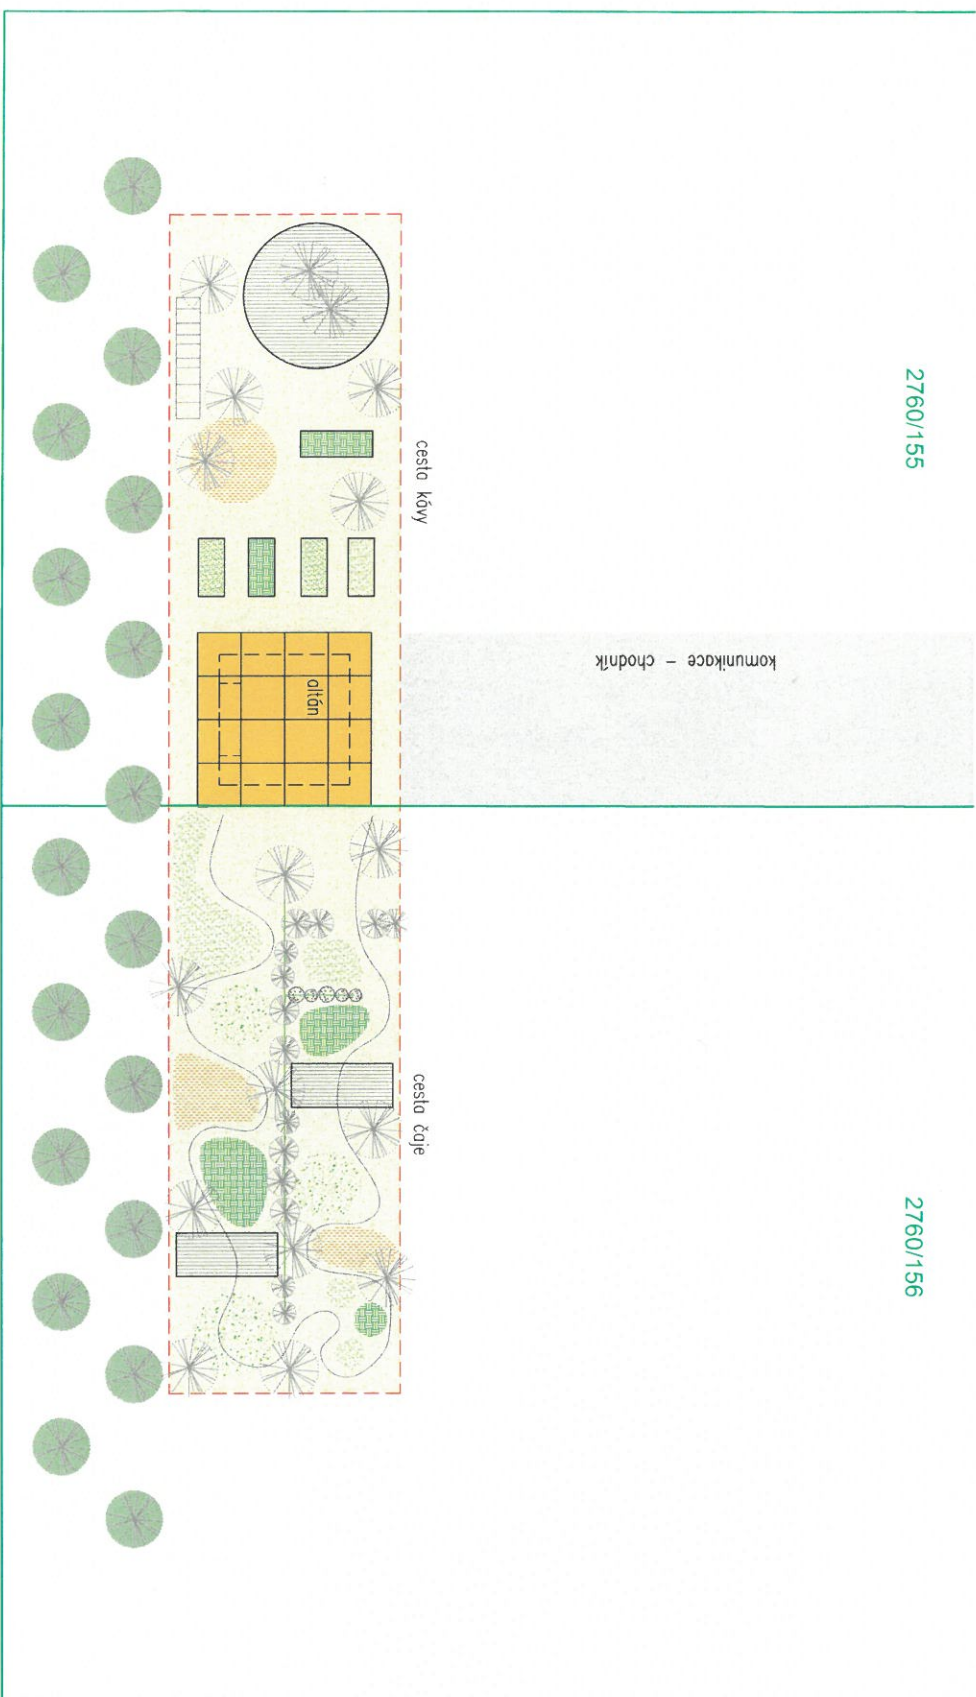 2760/155
cesta kávy
komunikace – chodník
altán
cesta čaje
2760/156